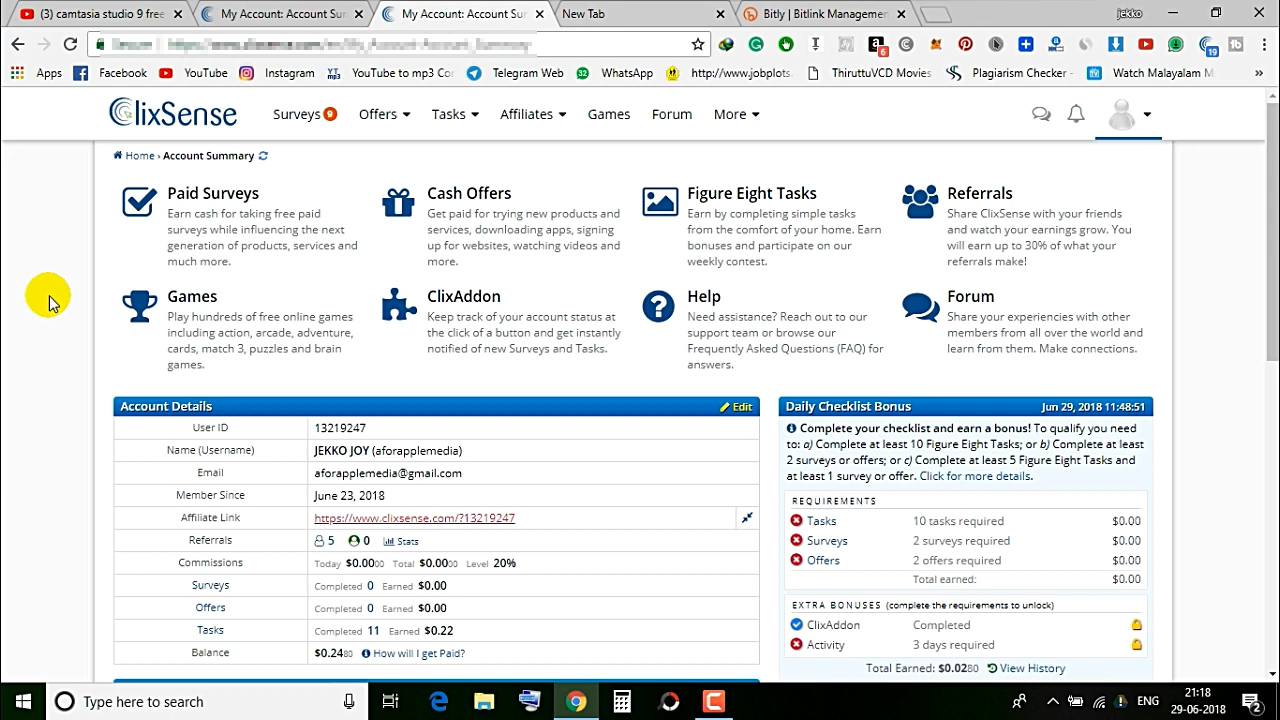 (3) camtasia studio 9 free
My Account: Account Sun
My Account: Account Sur
New Tab
Bitly | Bitlink Managemen
Jekko
6
19
Apps
Facebook
YouTube
Instagram
YouTube to mp3 Co
Telegram Web
32
WhatsApp
http://www.jobplots.
ThiruttuVCD Movies
Plagiarism Checker -
Watch Malayalam M
ClixSense
Surveys 9
Offers
Tasks
Affiliates
Games
Forum
More
Home › Account Summary
Paid Surveys
Earn cash for taking free paid
surveys while influencing the next
generation of products, services and
much more.
Cash Offers
Get paid for trying new products and
services, downloading apps, signing
up for websites, watching videos and
more.
Figure Eight Tasks
Earn by completing simple tasks
from the comfort of your home. Earn
bonuses and participate on our
weekly contest.
Referrals
Share ClixSense with your friends
and watch your earnings grow. You
will earn up to 30% of what your
referrals make!
Games
Play hundreds of free online games
including action, arcade, adventure,
cards, match 3, puzzles and brain
games.
ClixAddon
Keep track of your account status at
the click of a button and get instantly
notified of new Surveys and Tasks.
Help
Need assistance? Reach out to our
support team or browse our
Frequently Asked Questions (FAQ) for
answers.
Forum
Share your experiences with other
members from all over the world and
learn from them. Make connections.
Account Details
Edit
User ID 13219247
Name (Username) JEKKO JOY (aforapplemedia)
Email aforapplemedia@gmail.com
Member Since June 23, 2018
Affiliate Link https://www.clixsense.com/?13219247
Referrals 5 0 Stats
Commissions Today $0.0000 Total $0.0000 Level 20%
Surveys Completed 0 Earned $0.00
Offers Completed 0 Earned $0.00
Tasks Completed 11 Earned $0.22
Balance $0.2480 How will I get Paid?
Daily Checklist Bonus Jun 29, 2018 11:48:51
Complete your checklist and earn a bonus! To qualify you need
to: a) Complete at least 10 Figure Eight Tasks; or b) Complete at least
2 surveys or offers; or c) Complete at least 5 Figure Eight Tasks and
at least 1 survey or offer. Click for more details.
REQUIREMENTS
Tasks 10 tasks required $0.00
Surveys 2 surveys required $0.00
Offers 2 offers required $0.00
Total earned: $0.00
EXTRA BONUSES (complete the requirements to unlock)
ClixAddon Completed
Activity 3 days required
Total Earned: $0.0280 View History
Type here to search
ENG
21:18
29-06-2018
2